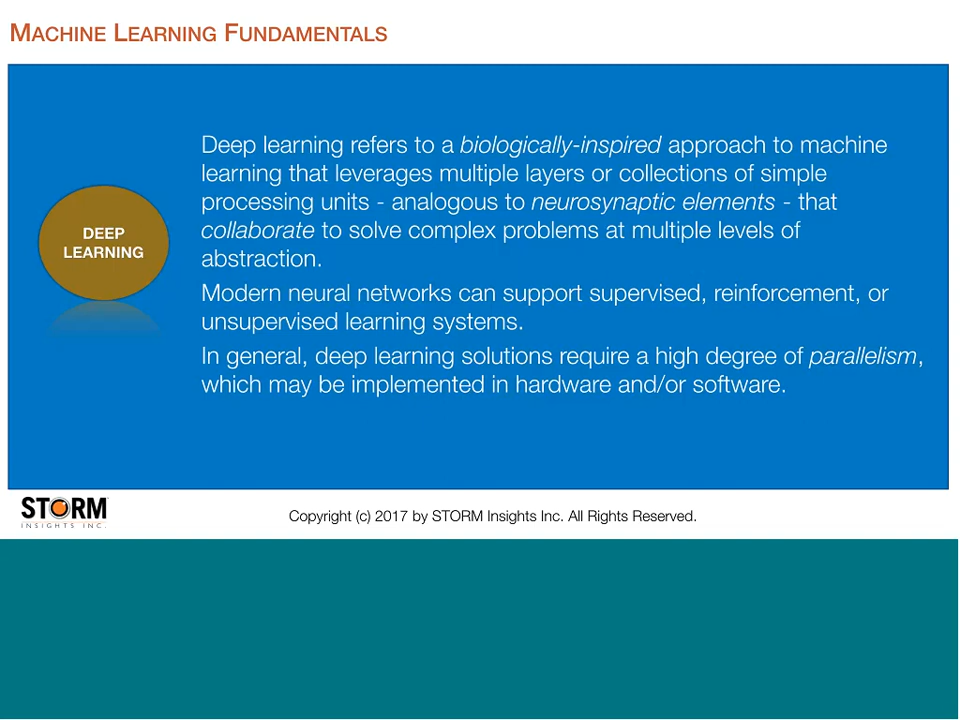 MACHINE LEARNING FUNDAMENTALS
DEEP
LEARNING
Deep learning refers to a biologically-inspired approach to machine
learning that leverages multiple layers or collections of simple
processing units - analogous to neurosynaptic elements - that
collaborate to solve complex problems at multiple levels of
abstraction.
Modern neural networks can support supervised, reinforcement, or
unsupervised learning systems.
In general, deep learning solutions require a high degree of parallelism,
which may be implemented in hardware and/or software.
STORM
INSIGHTS INC.
Copyright (c) 2017 by STORM Insights Inc. All Rights Reserved.